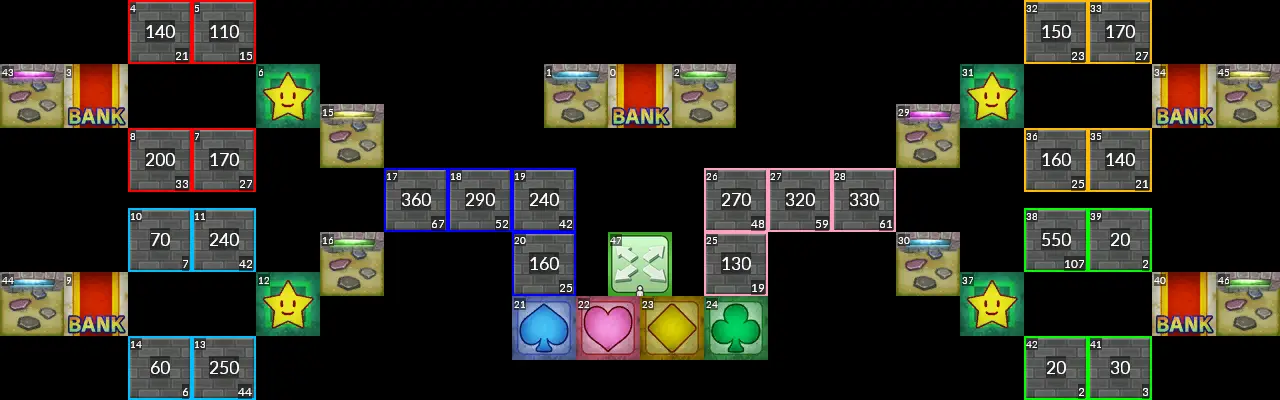 4 140 21 5 110 15
32 150 23 33 170 27
43 3 BANK 6
1 0 BANK 2
31 34 BANK 45
15 29
8 200 33 7 170 27
36 160 25 35 140 21
17 360 67 18 290 52 19 240 42
26 270 48 27 320 59 28 330 61
10 70 7 11 240 42
38 550 107 39 20 2
16 20 160 25 47 25 130 19 30
44 9 BANK 12
37 40 BANK 46
21 22 23 24
14 60 6 13 250 44
42 20 2 41 30 3